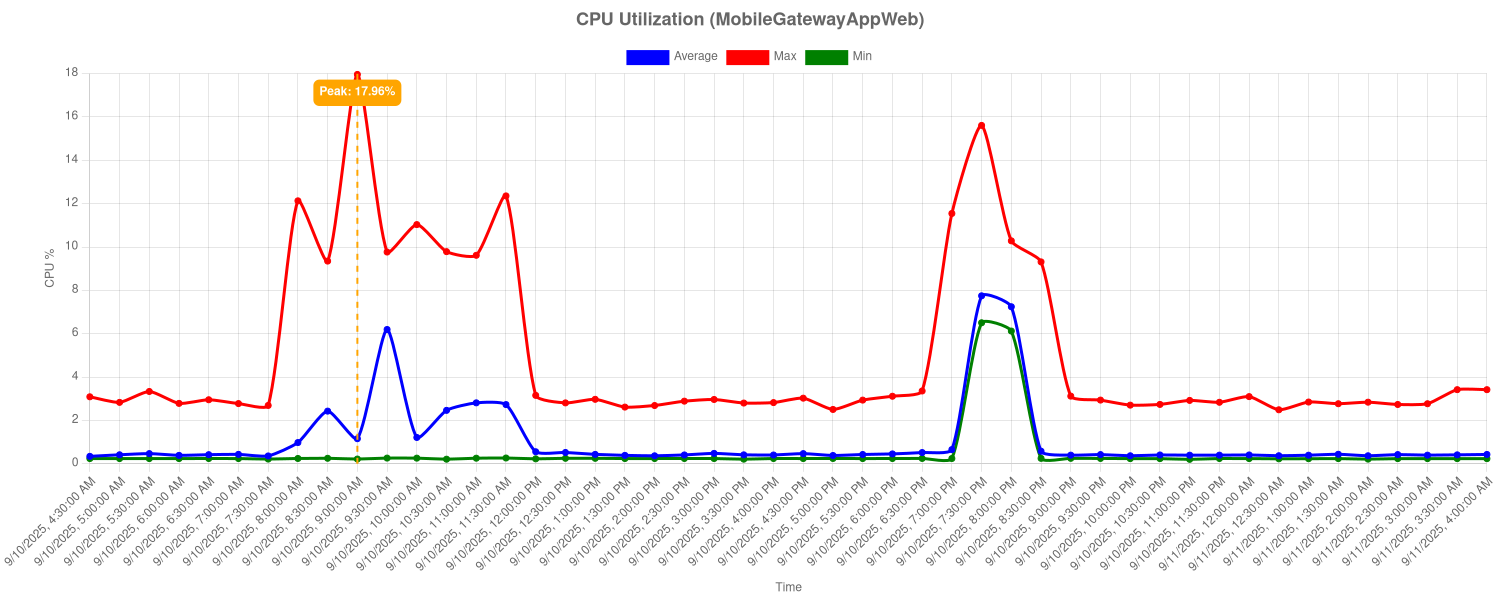 CPU Utilization (MobileGatewayAppWeb)
Average Max Min
Peak: 17.96%
CPU %
18
16
14
12
10
8
6
4
2
0
9/10/2025, 4:30:00 AM
9/10/2025, 5:00:00 AM
9/10/2025, 5:30:00 AM
9/10/2025, 6:00:00 AM
9/10/2025, 6:30:00 AM
9/10/2025, 7:00:00 AM
9/10/2025, 7:30:00 AM
9/10/2025, 8:00:00 AM
9/10/2025, 8:30:00 AM
9/10/2025, 9:00:00 AM
9/10/2025, 9:30:00 AM
9/10/2025, 10:00:00 AM
9/10/2025, 10:30:00 AM
9/10/2025, 11:00:00 AM
9/10/2025, 11:30:00 AM
9/10/2025, 12:00:00 PM
9/10/2025, 12:30:00 PM
9/10/2025, 1:00:00 PM
9/10/2025, 1:30:00 PM
9/10/2025, 2:00:00 PM
9/10/2025, 2:30:00 PM
9/10/2025, 3:00:00 PM
9/10/2025, 3:30:00 PM
9/10/2025, 4:00:00 PM
9/10/2025, 4:30:00 PM
9/10/2025, 5:00:00 PM
9/10/2025, 5:30:00 PM
9/10/2025, 6:00:00 PM
9/10/2025, 6:30:00 PM
9/10/2025, 7:00:00 PM
9/10/2025, 7:30:00 PM
9/10/2025, 8:00:00 PM
9/10/2025, 8:30:00 PM
9/10/2025, 9:00:00 PM
9/10/2025, 9:30:00 PM
9/10/2025, 10:00:00 PM
9/10/2025, 10:30:00 PM
9/10/2025, 11:00:00 PM
9/10/2025, 11:30:00 PM
9/11/2025, 12:00:00 AM
9/11/2025, 12:30:00 AM
9/11/2025, 1:00:00 AM
9/11/2025, 1:30:00 AM
9/11/2025, 2:00:00 AM
9/11/2025, 2:30:00 AM
9/11/2025, 3:00:00 AM
9/11/2025, 3:30:00 AM
9/11/2025, 4:00:00 AM
Time